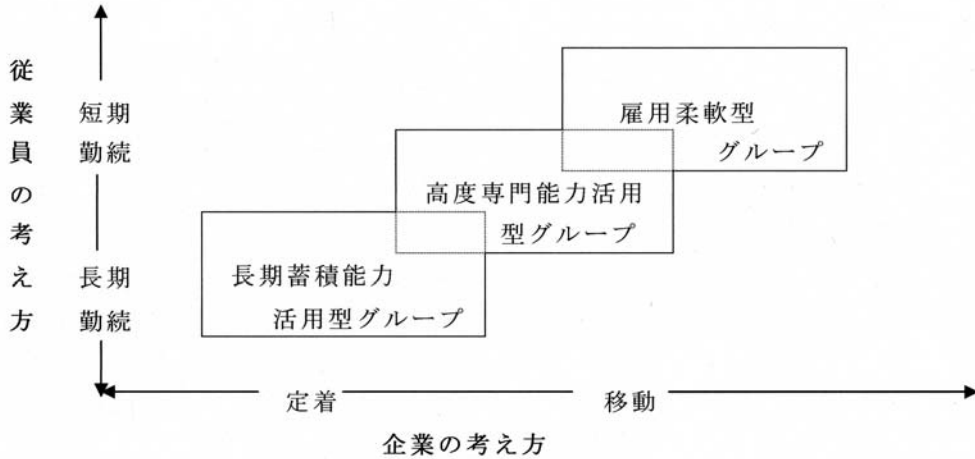 従業員の考え方
短期
勤続
長期
勤続
雇用柔軟型
グループ
高度専門能力活用
型グループ
長期蓄積能力
活用型グループ
定着
移動
企業の考え方